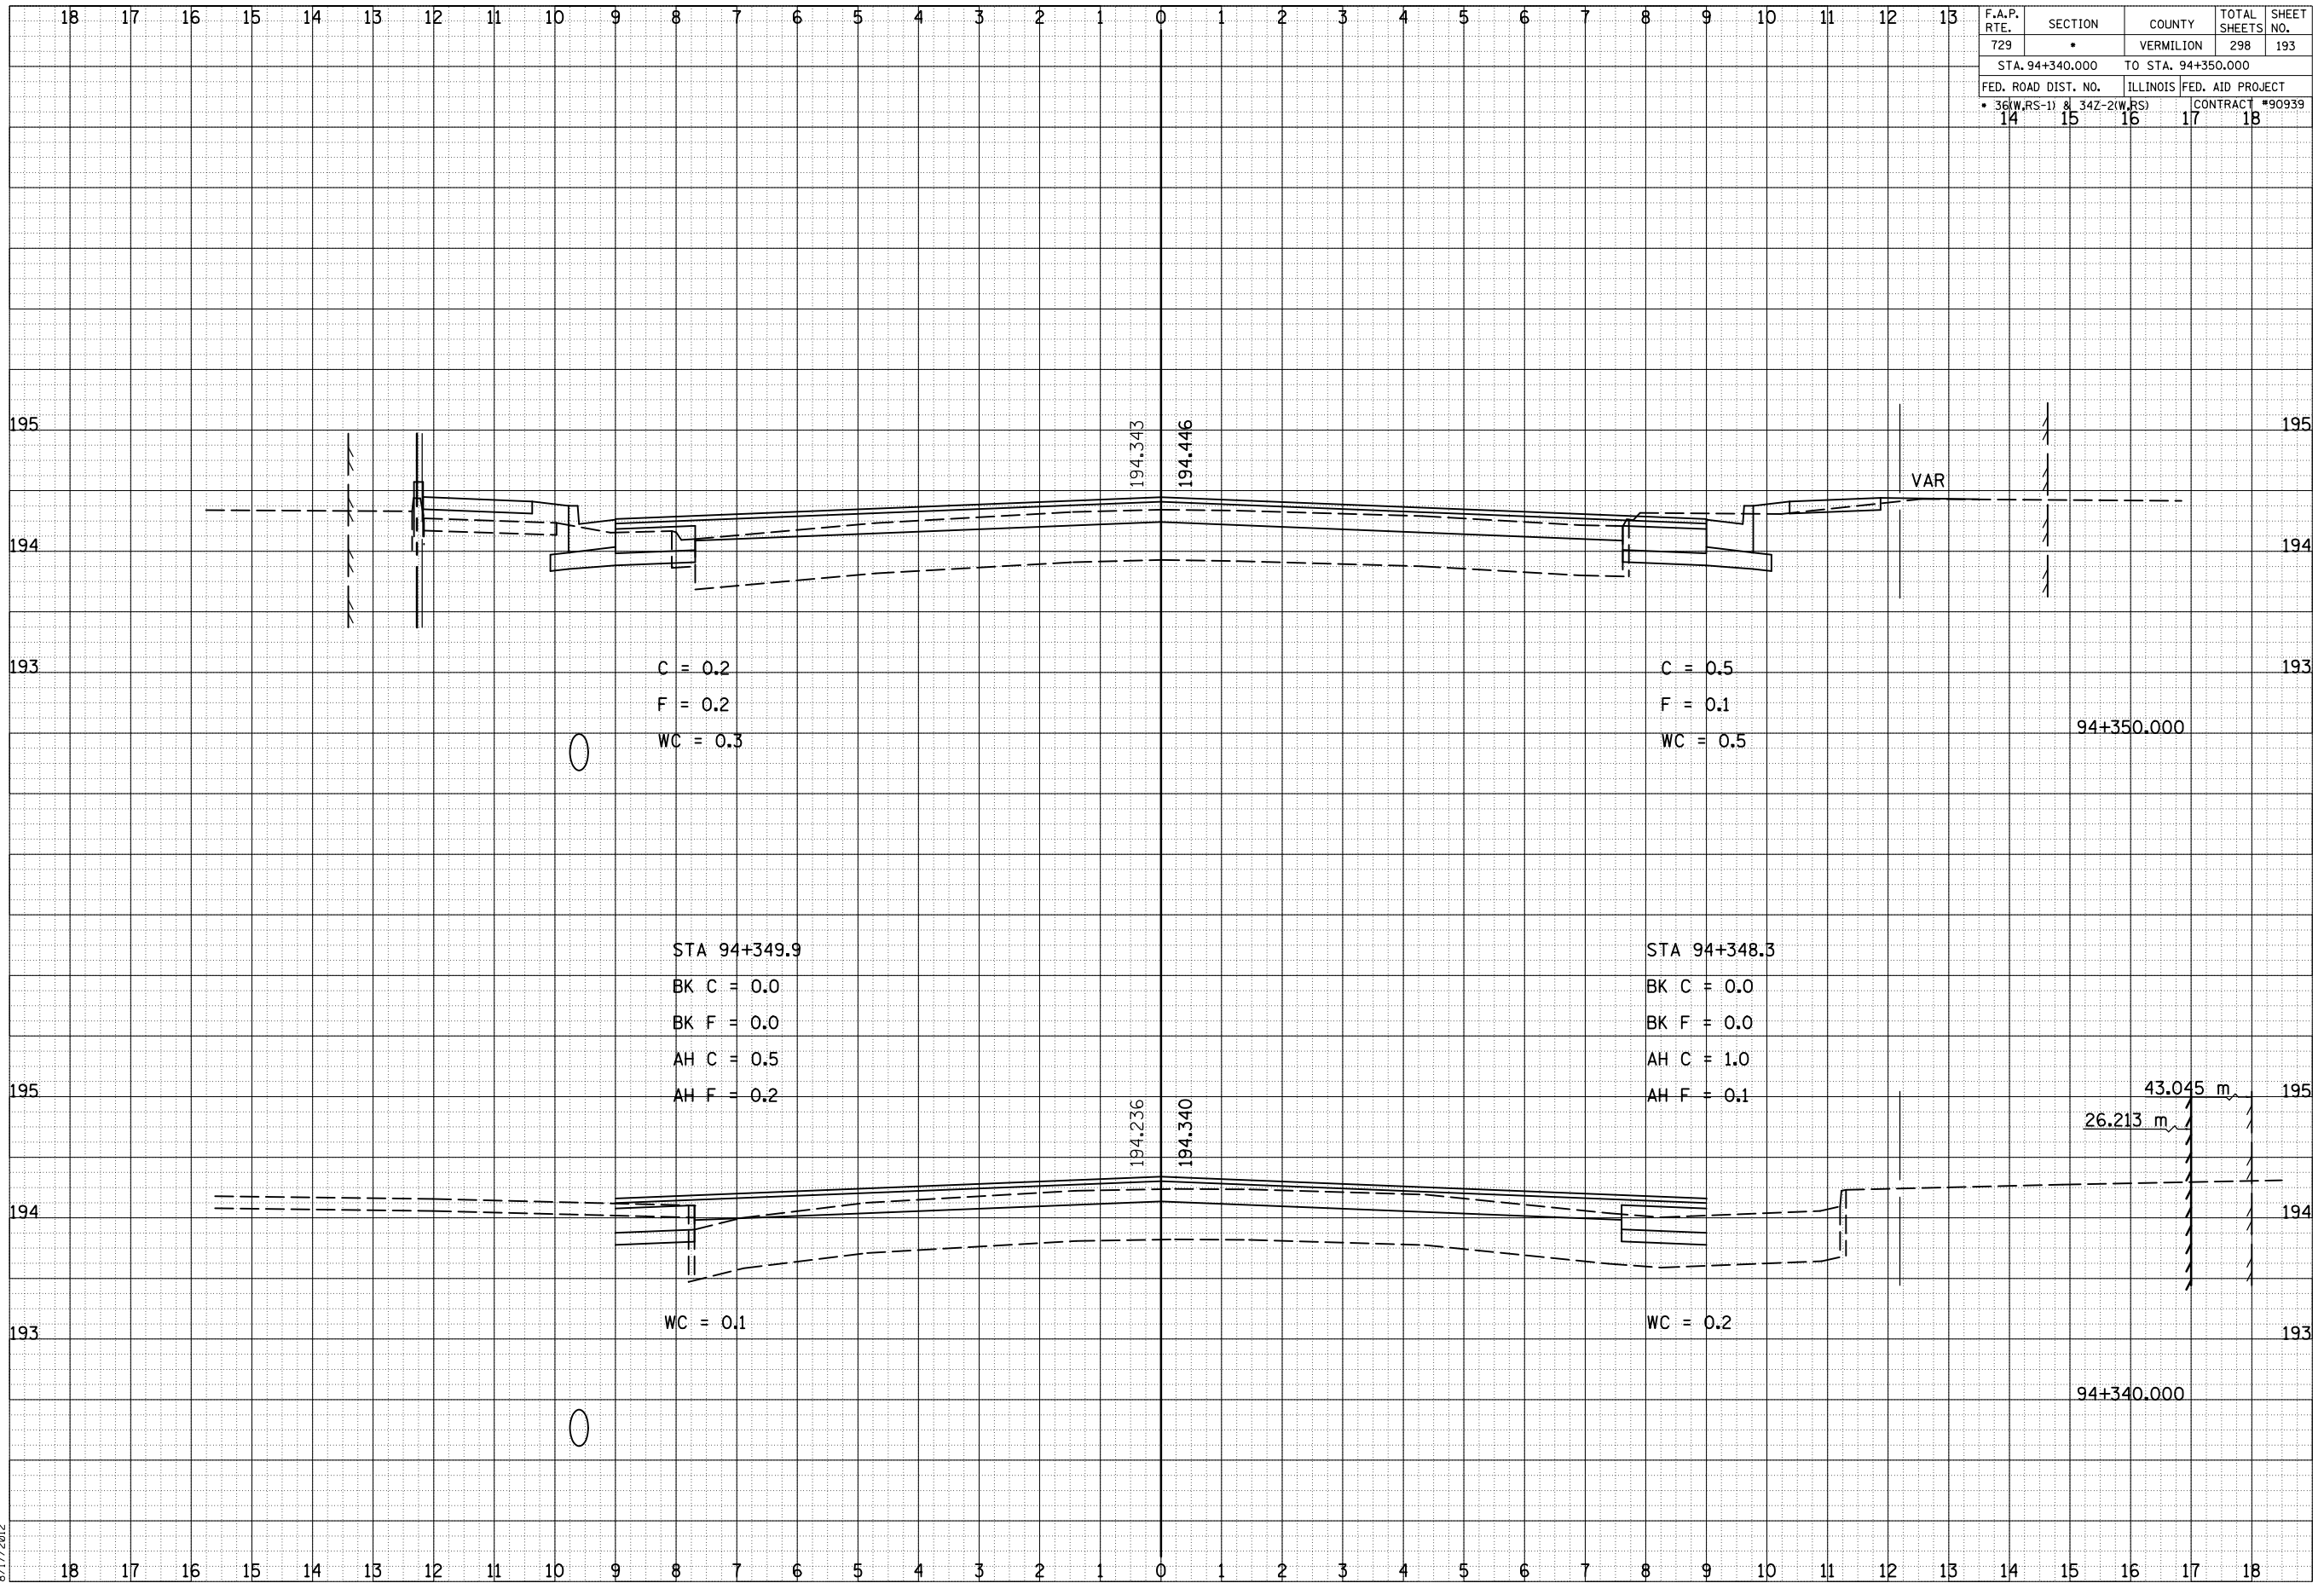 18 17 16 15 14 13 12 11 10 9 8 7 6 5 4 3 2 1 0 1 2 3 4 5 6 7 8 9 10 11 12 13
F.A.P. RTE. SECTION COUNTY TOTAL SHEETS SHEET NO.
729 • VERMILION 298 193
STA. 94+340.000 TO STA. 94+350.000
FED. ROAD DIST. NO. ILLINOIS FED. AID PROJECT
• 36(W,RS-1) & 34Z-2(W,RS) CONTRACT #90939
14 15 16 17 18
195 194.343 194.446 195
VAR
194 194
193 C = 0.2 C = 0.5 193
F = 0.2 F = 0.1
WC = 0.3 WC = 0.5 94+350.000
STA 94+349.9 STA 94+348.3
BK C = 0.0 BK C = 0.0
BK F = 0.0 BK F = 0.0
AH C = 0.5 AH C = 1.0
195 AH F = 0.2 AH F = 0.1 43.045 m 195
194.236 194.340 26.213 m
194 194
WC = 0.1 WC = 0.2
193 193
94+340.000
18 17 16 15 14 13 12 11 10 9 8 7 6 5 4 3 2 1 0 1 2 3 4 5 6 7 8 9 10 11 12 13 14 15 16 17 18